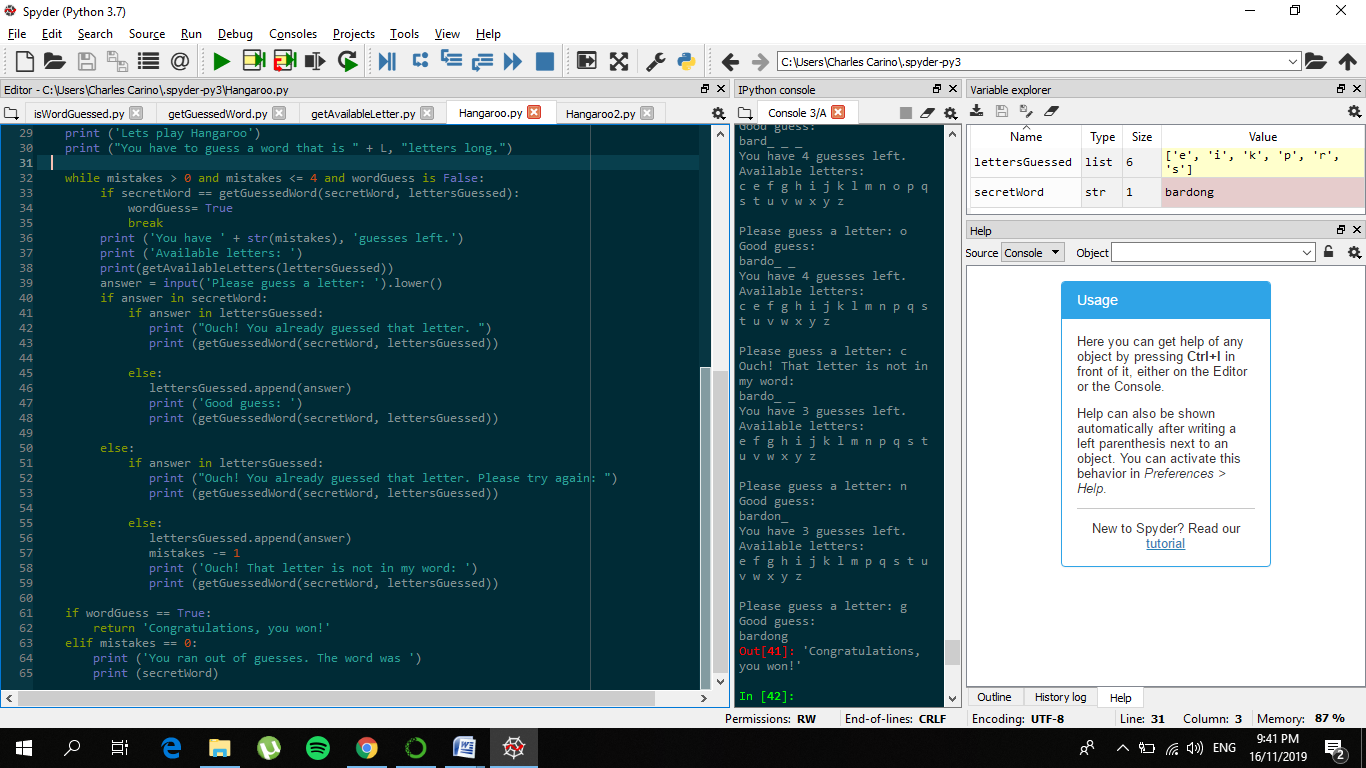 Spyder (Python 3.7)
File Edit Search Source Run Debug Consoles Projects Tools View Help
C:\Users\Charles Carino\.spyder-py3
Editor - C:\Users\Charles Carino\.spyder-py3\Hangaroo.py
isWordGuessed.py getGuessedWord.py getAvailableLetter.py Hangaroo.py Hangaroo2.py
29 print ('Lets play Hangaroo')
30 print ("You have to guess a word that is " + L, "letters long.")
31
32 while mistakes > 0 and mistakes <= 4 and wordGuess is False:
33 if secretWord == getGuessedWord(secretWord, lettersGuessed):
34 wordGuess= True
35 break
36 print ('You have ' + str(mistakes), 'guesses left.')
37 print ('Available letters: ')
38 print(getAvailableLetters(lettersGuessed))
39 answer = input('Please guess a letter: ').lower()
40 if answer in secretWord:
41 if answer in lettersGuessed:
42 print ("Ouch! You already guessed that letter. ")
43 print (getGuessedWord(secretWord, lettersGuessed))
44
45 else:
46 lettersGuessed.append(answer)
47 print ('Good guess: ')
48 print (getGuessedWord(secretWord, lettersGuessed))
49
50 else:
51 if answer in lettersGuessed:
52 print ("Ouch! You already guessed that letter. Please try again: ")
53 print (getGuessedWord(secretWord, lettersGuessed))
54
55 else:
56 lettersGuessed.append(answer)
57 mistakes -= 1
58 print ('Ouch! That letter is not in my word: ')
59 print (getGuessedWord(secretWord, lettersGuessed))
60
61 if wordGuess == True:
62 return 'Congratulations, you won!'
63 elif mistakes == 0:
64 print ('You ran out of guesses. The word was ')
65 print (secretWord)
IPython console
Console 3/A
Good guess:
bard_ _ _
You have 4 guesses left.
Available letters:
c e f g h i j k l m n o p q
s t u v w x y z
Please guess a letter: o
Good guess:
bardo_ _
You have 4 guesses left.
Available letters:
c e f g h i j k l m n p q s
t u v w x y z
Please guess a letter: c
Ouch! That letter is not in
my word:
bardo_ _
You have 3 guesses left.
Available letters:
e f g h i j k l m n p q s t
u v w x y z
Please guess a letter: n
Good guess:
bardon_
You have 3 guesses left.
Available letters:
e f g h i j k l m p q s t u
v w x y z
Please guess a letter: g
Good guess:
bardong
Out[41]: 'Congratulations,
you won!'
In [42]:
Variable explorer
Name Type Size Value
lettersGuessed list 6 ['e', 'i', 'k', 'p', 'r',
's']
secretWord str 1 bardong
Help
Source Console Object
Usage
Here you can get help of any
object by pressing Ctrl+I in
front of it, either on the Editor
or the Console.
Help can also be shown
automatically after writing a
left parenthesis next to an
object. You can activate this
behavior in Preferences >
Help.
New to Spyder? Read our
tutorial
Outline History log Help
Permissions: RW End-of-lines: CRLF Encoding: UTF-8 Line: 31 Column: 3 Memory: 87 %
ENG
9:41 PM
16/11/2019
2